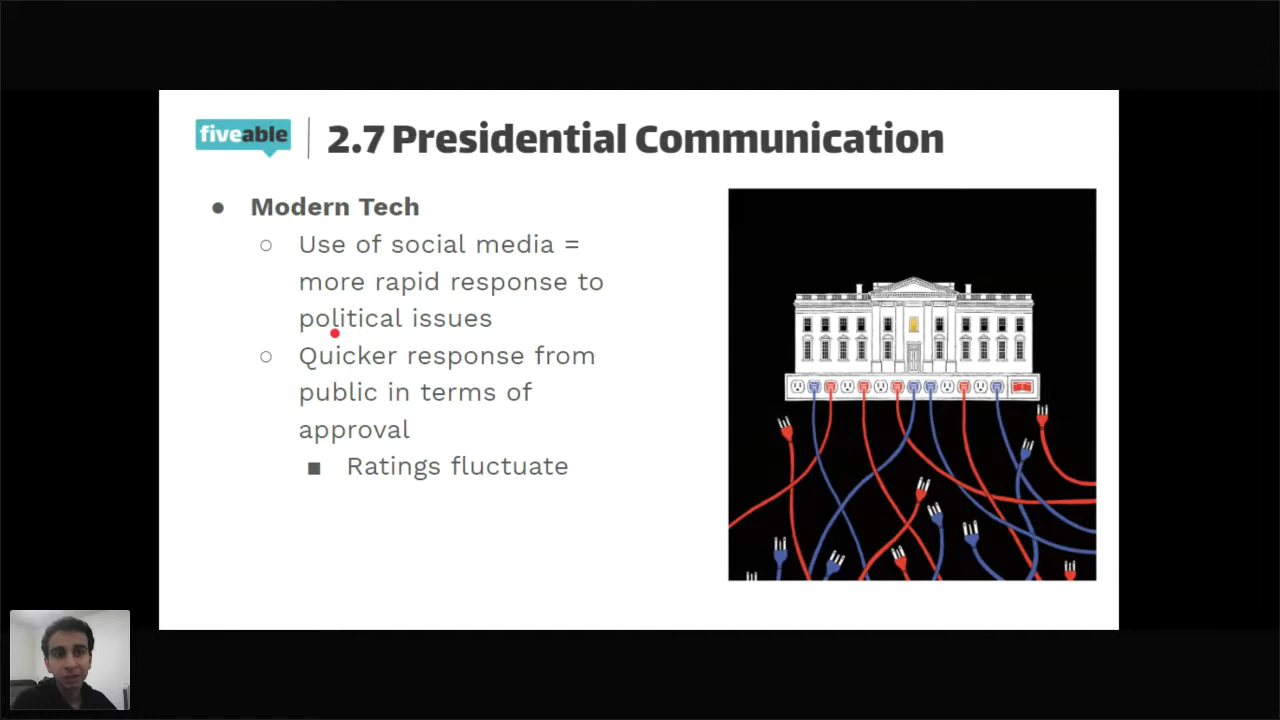 fiveable
2.7 Presidential Communication
● Modern Tech
○ Use of social media =
more rapid response to
political issues
○ Quicker response from
public in terms of
approval
■ Ratings fluctuate